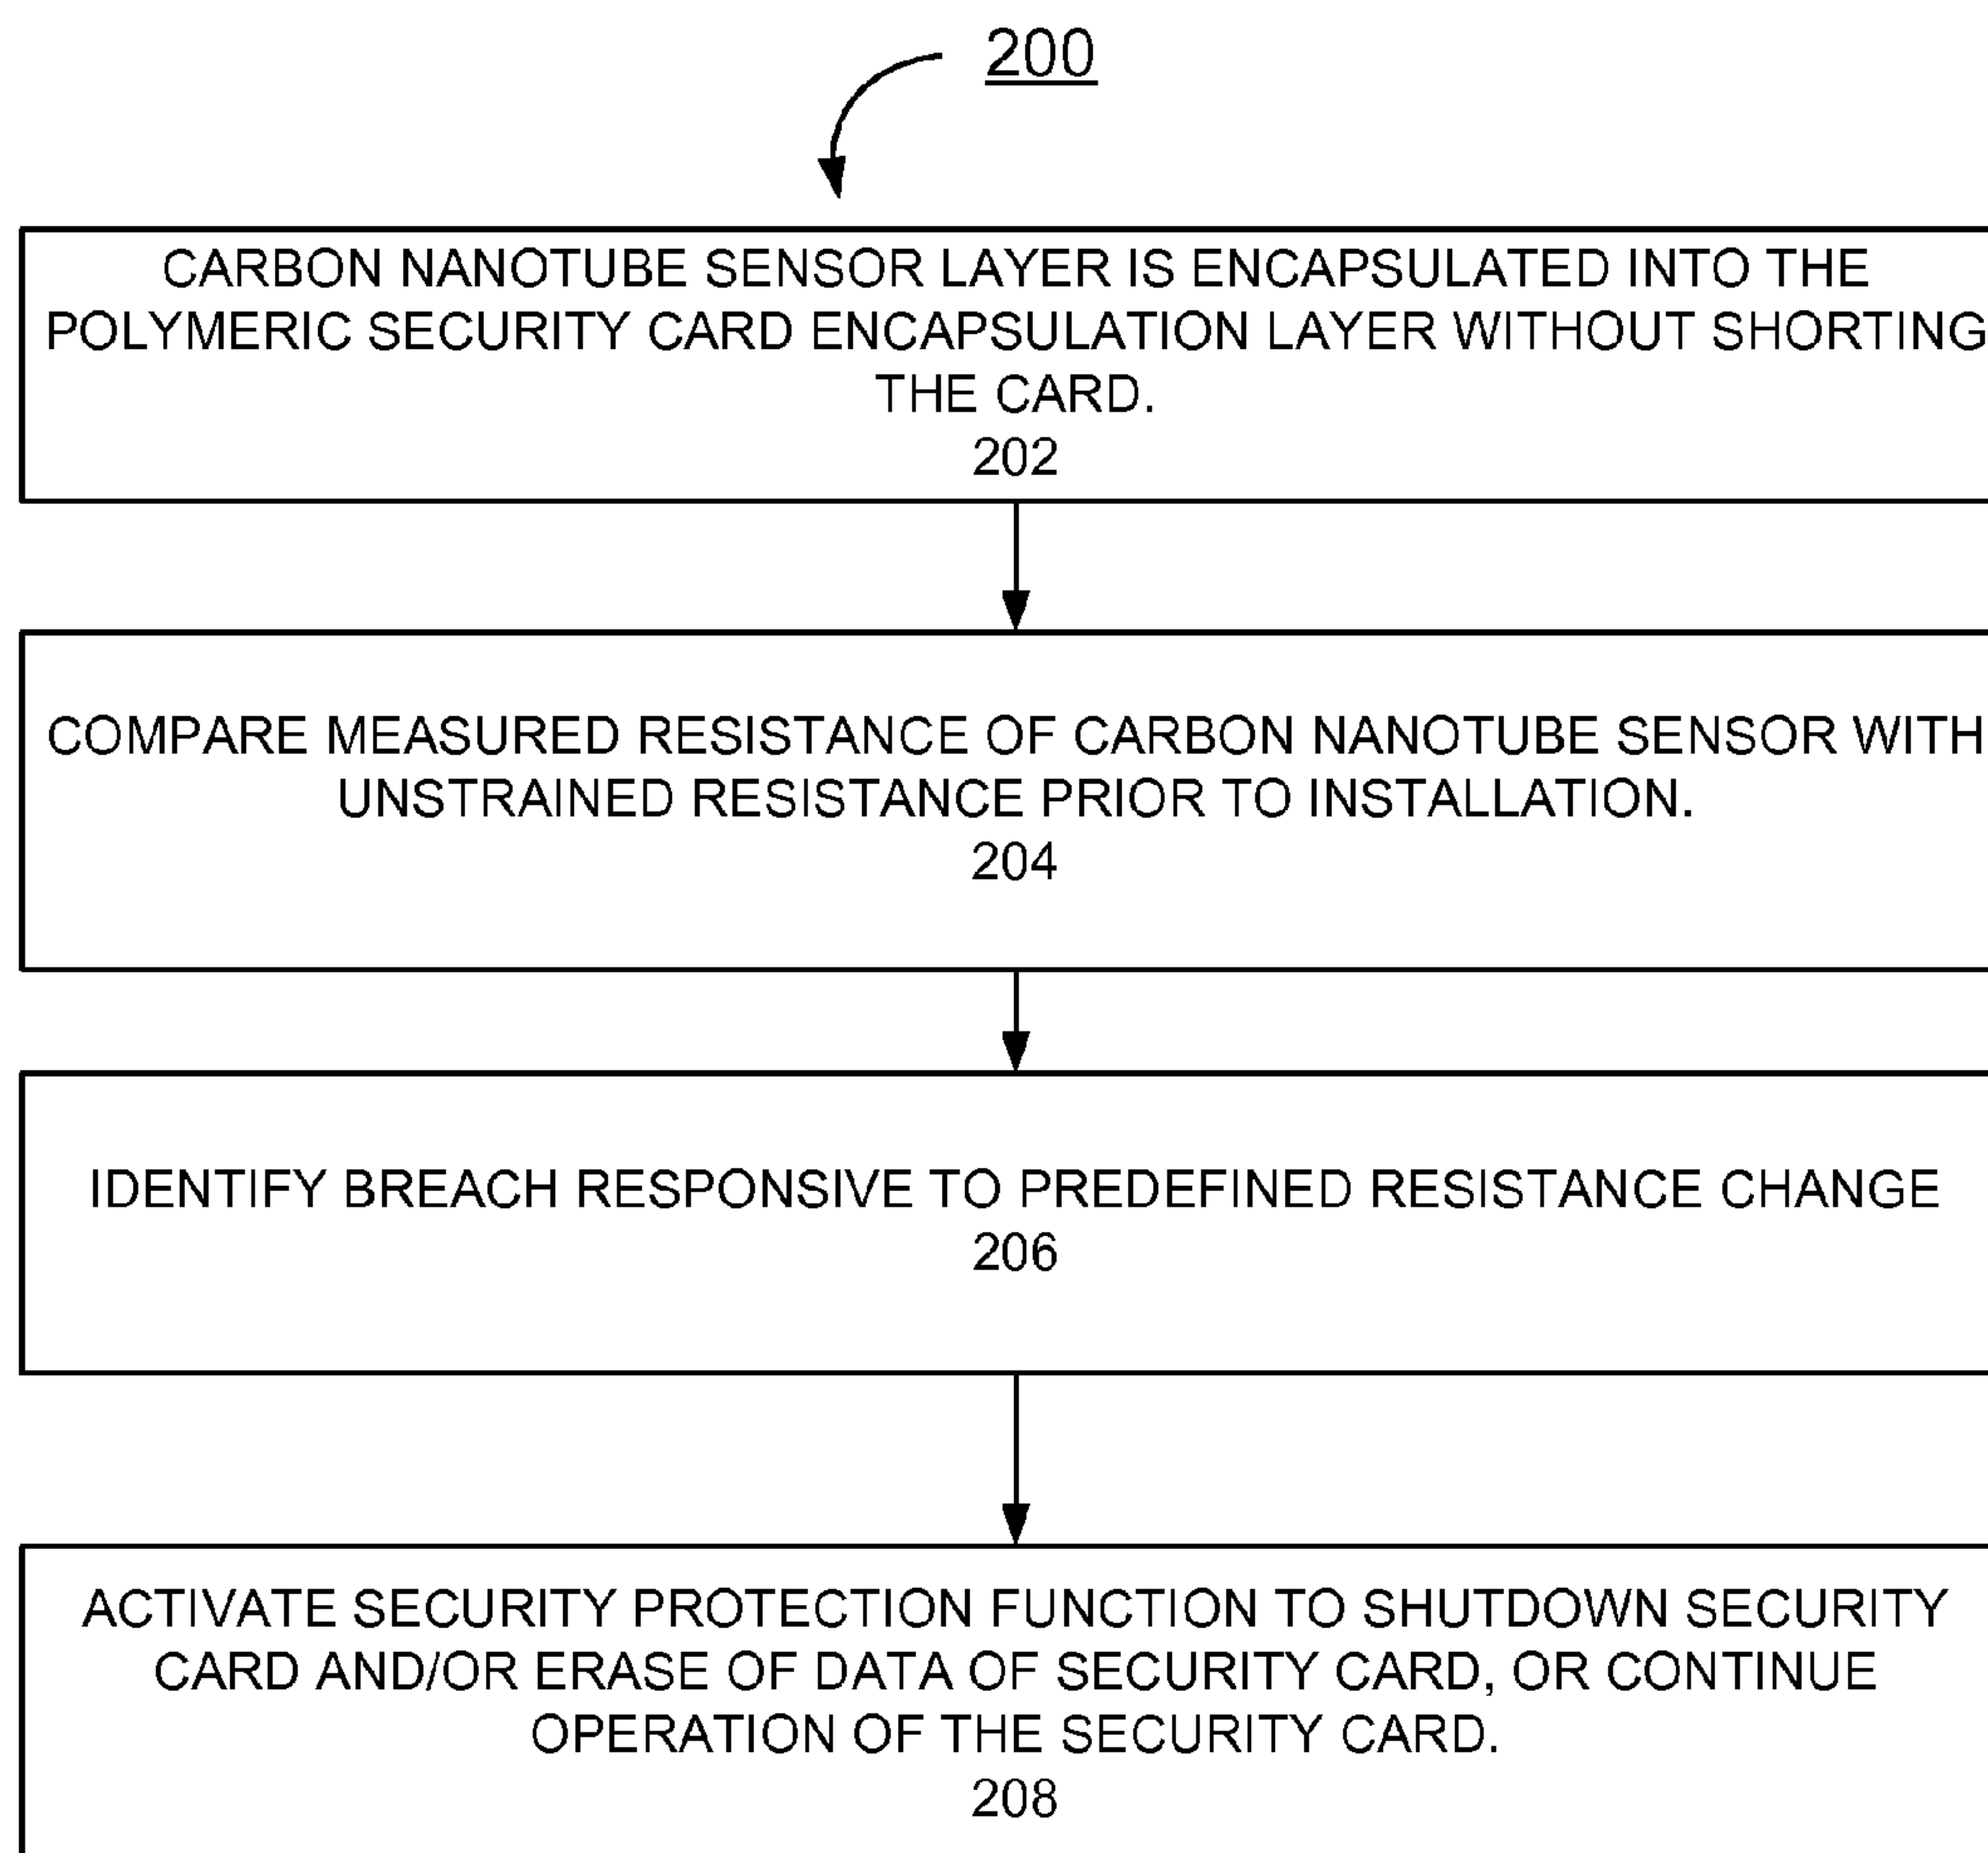 200
CARBON NANOTUBE SENSOR LAYER IS ENCAPSULATED INTO THE
POLYMERIC SECURITY CARD ENCAPSULATION LAYER WITHOUT SHORTING
THE CARD.
202
COMPARE MEASURED RESISTANCE OF CARBON NANOTUBE SENSOR WITH
UNSTRAINED RESISTANCE PRIOR TO INSTALLATION.
204
IDENTIFY BREACH RESPONSIVE TO PREDEFINED RESISTANCE CHANGE
206
ACTIVATE SECURITY PROTECTION FUNCTION TO SHUTDOWN SECURITY
CARD AND/OR ERASE OF DATA OF SECURITY CARD, OR CONTINUE
OPERATION OF THE SECURITY CARD.
208